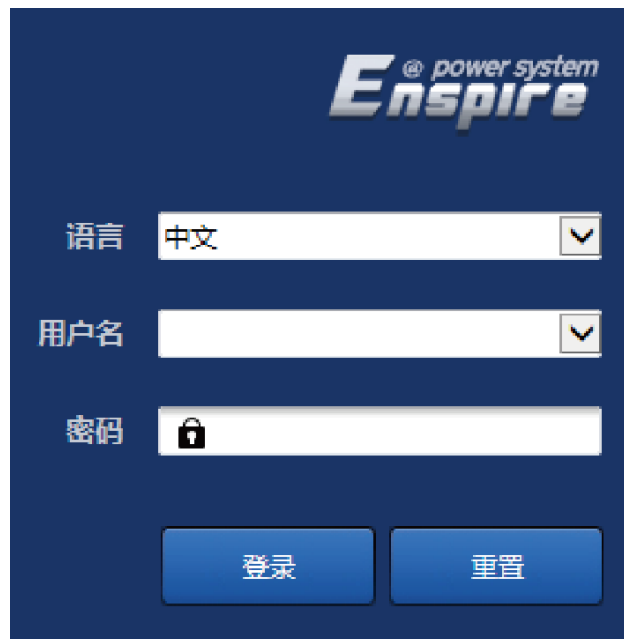 @ power system
Enspire
语言 中文
用户名
密码
登录 重置